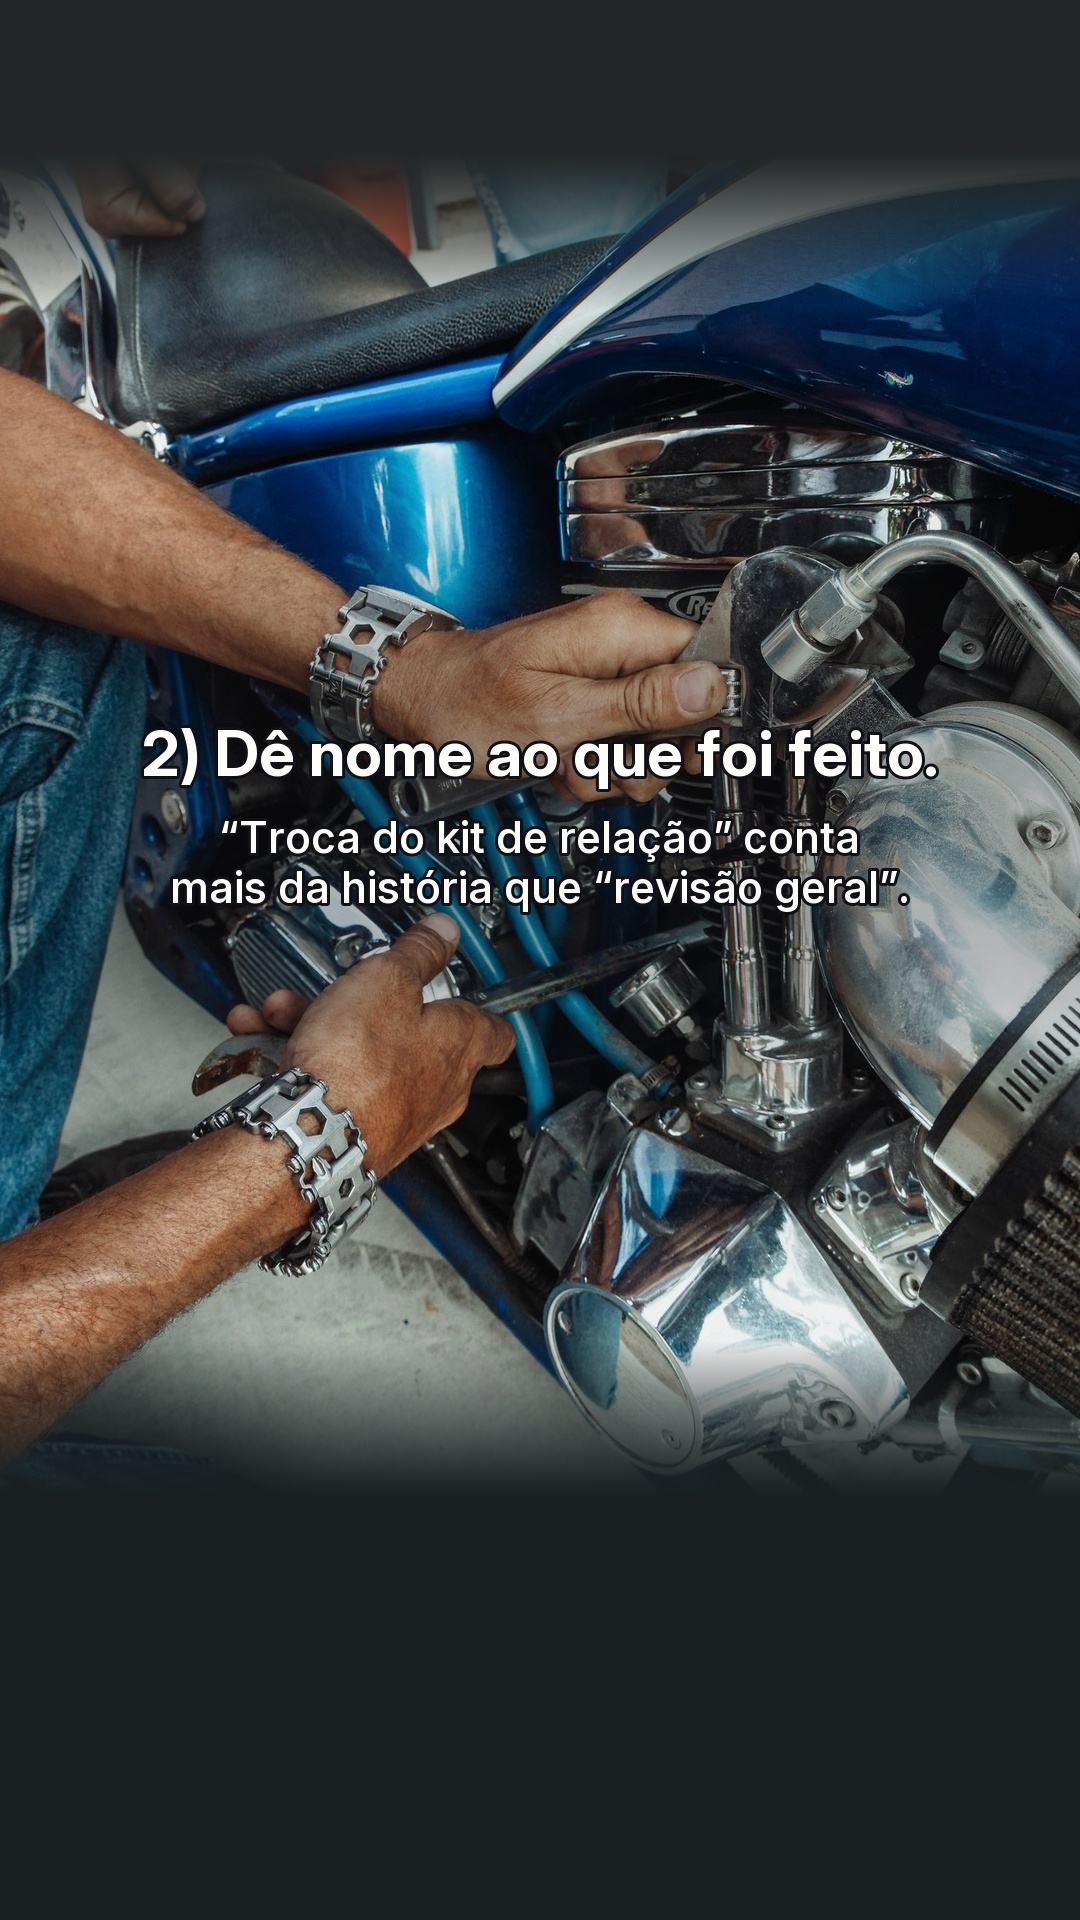 2) Dê nome ao que foi feito.
“Troca do kit de relação” conta
mais da história que “revisão geral”.